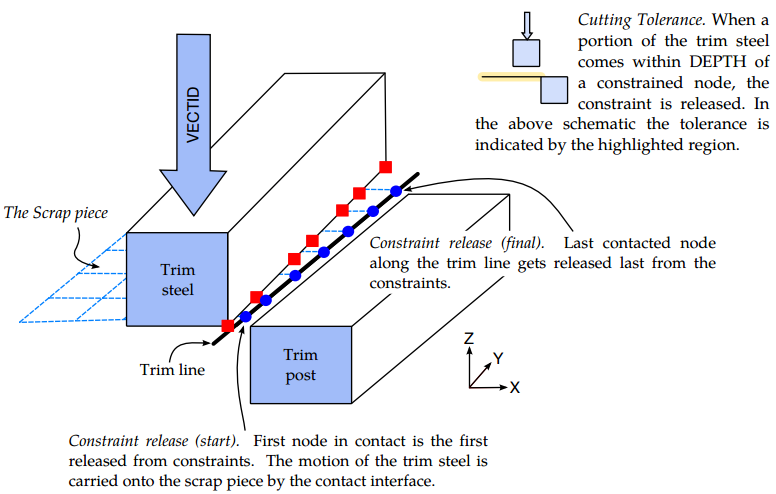 Cutting Tolerance. When a
portion of the trim steel
comes within DEPTH of
a constrained node, the
constraint is released. In
the above schematic the tolerance is
indicated by the highlighted region.
VECTID
The Scrap piece
Trim
steel
Constraint release (final). Last contacted node
along the trim line gets released last from the
constraints.
Trim line
Trim
post
Z
Y
X
Constraint release (start). First node in contact is the first
released from constraints. The motion of the trim steel is
carried onto the scrap piece by the contact interface.